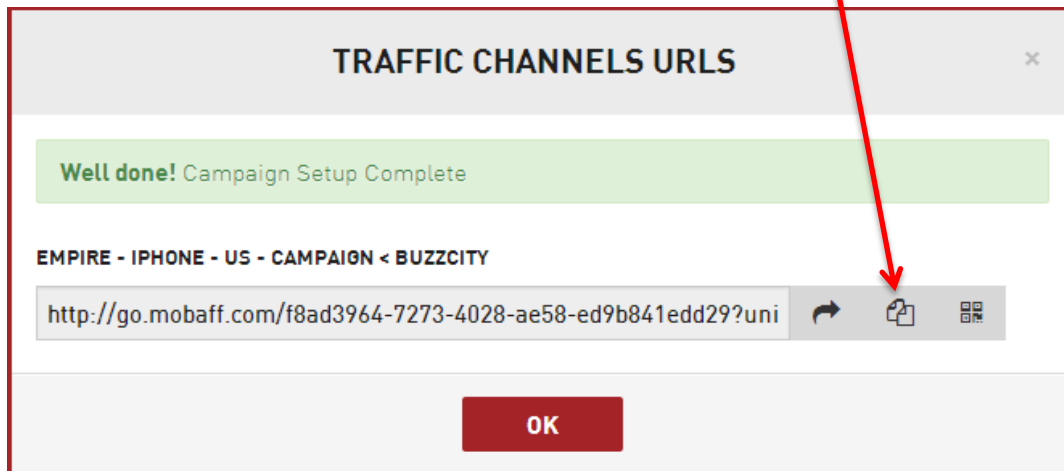 TRAFFIC CHANNELS URLS
×
Well done! Campaign Setup Complete
EMPIRE - IPHONE - US - CAMPAIGN < BUZZCITY
http://go.mobaff.com/f8ad3964-7273-4028-ae58-ed9b841edd29?uni
OK